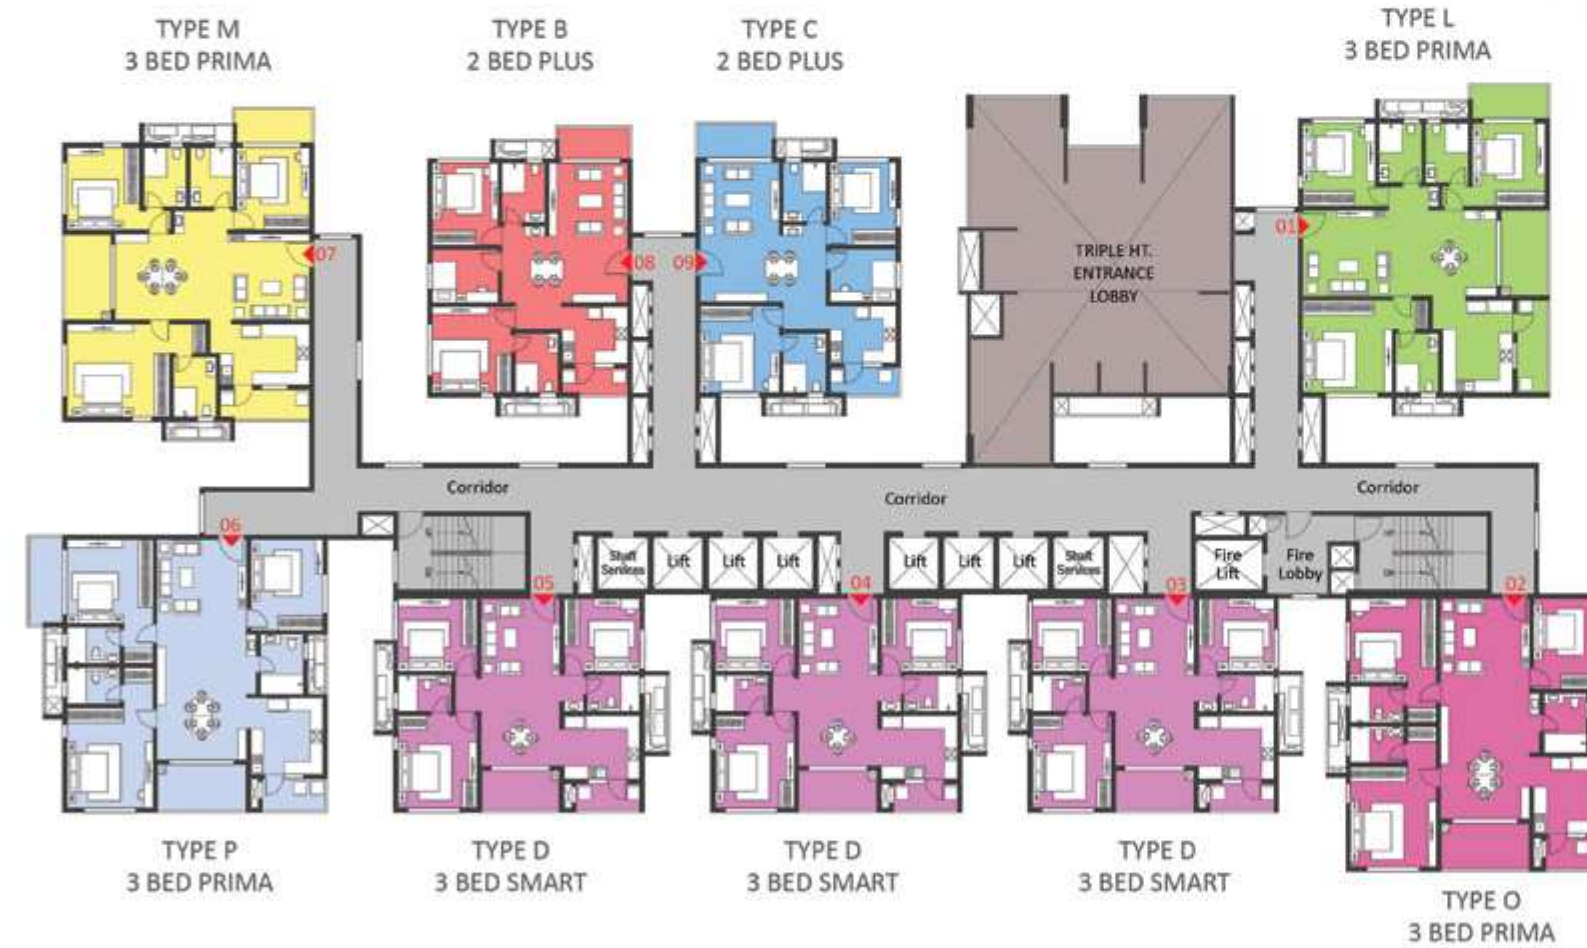 TYPE M
3 BED PRIMA
TYPE B
2 BED PLUS
TYPE C
2 BED PLUS
TYPE L
3 BED PRIMA
07
08
09
01
TRIPLE HT.
ENTRANCE
LOBBY
Corridor
Corridor
Corridor
06
05
04
03
02
Shaft
Services
Lift
Lift
Lift
Lift
Lift
Lift
Shaft
Services
Fire
Lift
Fire
Lobby
TYPE P
3 BED PRIMA
TYPE D
3 BED SMART
TYPE D
3 BED SMART
TYPE D
3 BED SMART
TYPE O
3 BED PRIMA